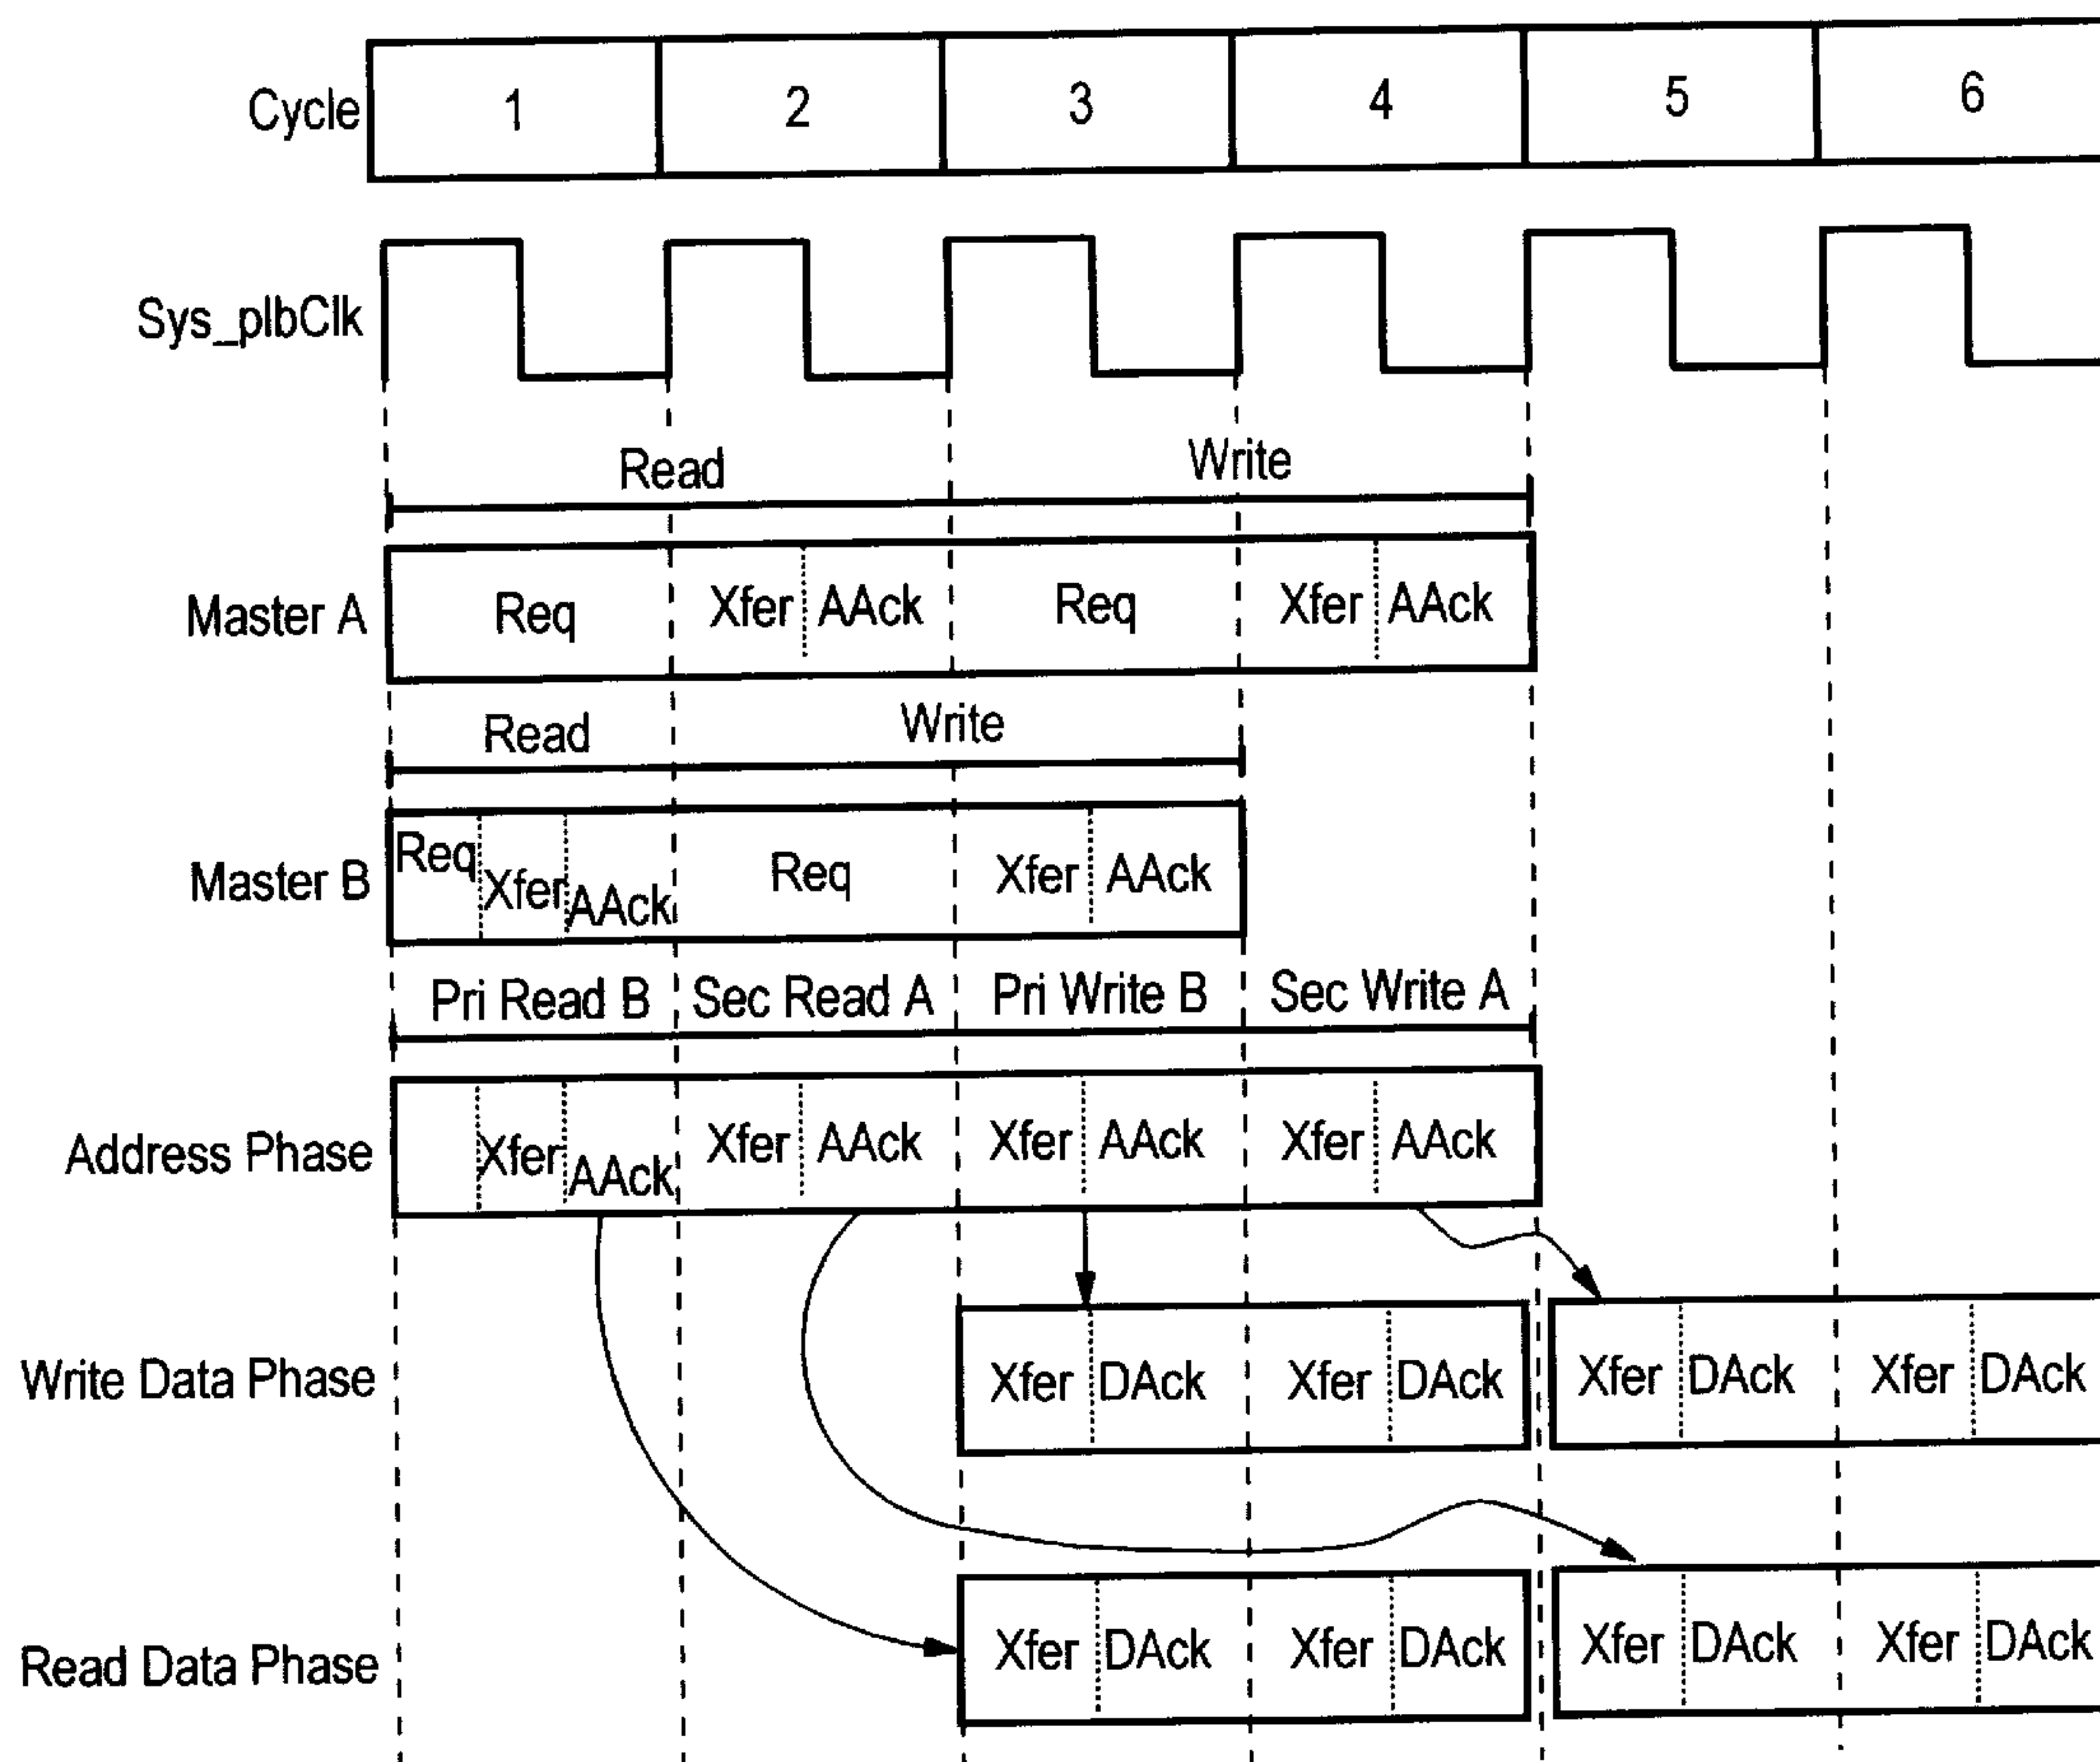 Cycle 1 2 3 4 5 6
Sys_plbClk
Read Write
Master A Req Xfer AAck Req Xfer AAck
Read Write
Master B Req Xfer AAck Req Xfer AAck
Pri Read B Sec Read A Pri Write B Sec Write A
Address Phase Xfer AAck Xfer AAck Xfer AAck Xfer AAck
Write Data Phase Xfer DAck Xfer DAck Xfer DAck Xfer DAck
Read Data Phase Xfer DAck Xfer DAck Xfer DAck Xfer DAck